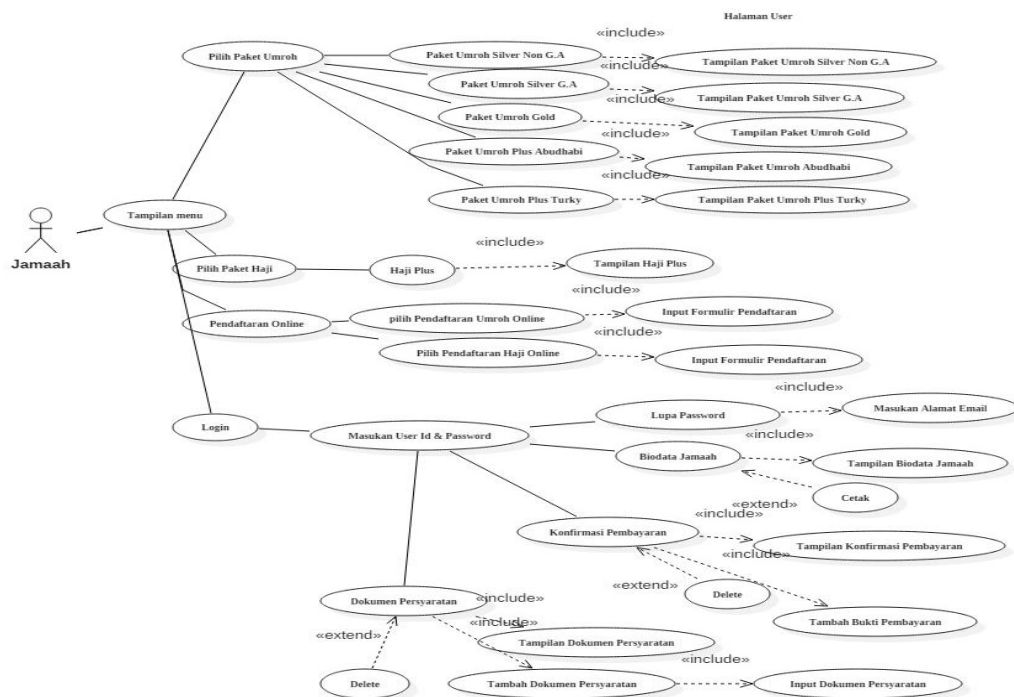 Halaman User
«include»
Pilih Paket Umroh
Paket Umroh Silver Non G.A
Tampilan Paket Umroh Silver Non G.A
«include»
Paket Umroh Silver G.A
Tampilan Paket Umroh Silver G.A
«include»
Paket Umroh Gold
Tampilan Paket Umroh Gold
«include»
Paket Umroh Plus Abudhabi
Tampilan Paket Umroh Abudhabi
«include»
Paket Umroh Plus Turky
Tampilan Paket Umroh Plus Turky
Tampilan menu
Jamaah
«include»
Pilih Paket Haji
Haji Plus
Tampilan Haji Plus
«include»
Pendaftaran Online
pilih Pendaftaran Umroh Online
Input Formulir Pendaftaran
«include»
Pilih Pendaftaran Haji Online
Input Formulir Pendaftaran
«include»
Login
Masukan User Id & Password
Lupa Password
Masukan Alamat Email
«include»
Biodata Jamaah
Tampilan Biodata Jamaah
«extend»
Cetak
«include»
Konfirmasi Pembayaran
Tampilan Konfirmasi Pembayaran
«include»
«extend»
Delete
Tambah Bukti Pembayaran
Dokumen Persyaratan
«include»
«include»
«extend»
Tampilan Dokumen Persyaratan
«include»
Delete
Tambah Dokumen Persyaratan
Input Dokumen Persyaratan